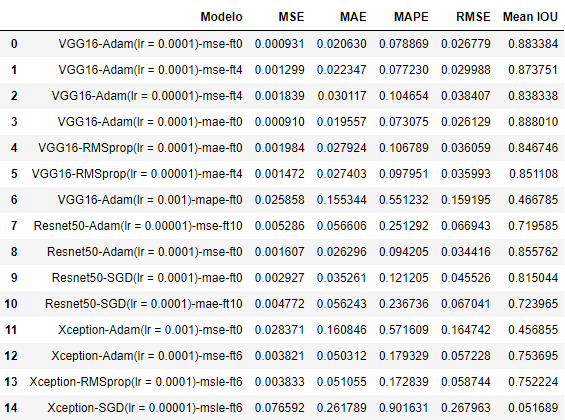 Modelo MSE MAE MAPE RMSE Mean IOU
0 VGG16-Adam(lr = 0.0001)-mse-ft0 0.000931 0.020630 0.078869 0.026779 0.883384
1 VGG16-Adam(lr = 0.0001)-mse-ft4 0.001299 0.022347 0.077230 0.029988 0.873751
2 VGG16-Adam(lr = 0.00001)-mse-ft4 0.001839 0.030117 0.104654 0.038407 0.838338
3 VGG16-Adam(lr = 0.0001)-mae-ft0 0.000910 0.019557 0.073075 0.026129 0.888010
4 VGG16-RMSprop(lr = 0.0001)-mae-ft0 0.001984 0.027924 0.106789 0.036059 0.846746
5 VGG16-RMSprop(lr = 0.00001)-mae-ft4 0.001472 0.027403 0.097951 0.035993 0.851108
6 VGG16-Adam(lr = 0.001)-mape-ft0 0.025858 0.155344 0.551232 0.159195 0.466785
7 Resnet50-Adam(lr = 0.00001)-mse-ft10 0.005286 0.056606 0.251292 0.066943 0.719585
8 Resnet50-Adam(lr = 0.0001)-mse-ft0 0.001607 0.026296 0.094205 0.034416 0.855762
9 Resnet50-SGD(lr = 0.0001)-mae-ft0 0.002927 0.035261 0.121205 0.045526 0.815044
10 Resnet50-SGD(lr = 0.0001)-mae-ft10 0.004772 0.056243 0.236736 0.067041 0.723965
11 Xception-Adam(lr = 0.001)-mse-ft0 0.028371 0.160846 0.571609 0.164742 0.456855
12 Xception-Adam(lr = 0.0001)-mse-ft6 0.003821 0.050312 0.179329 0.057228 0.753695
13 Xception-RMSprop(lr = 0.0001)-msle-ft6 0.003833 0.051055 0.172839 0.058744 0.752224
14 Xception-SGD(lr = 0.00001)-msle-ft6 0.076592 0.261789 0.901631 0.267963 0.051689